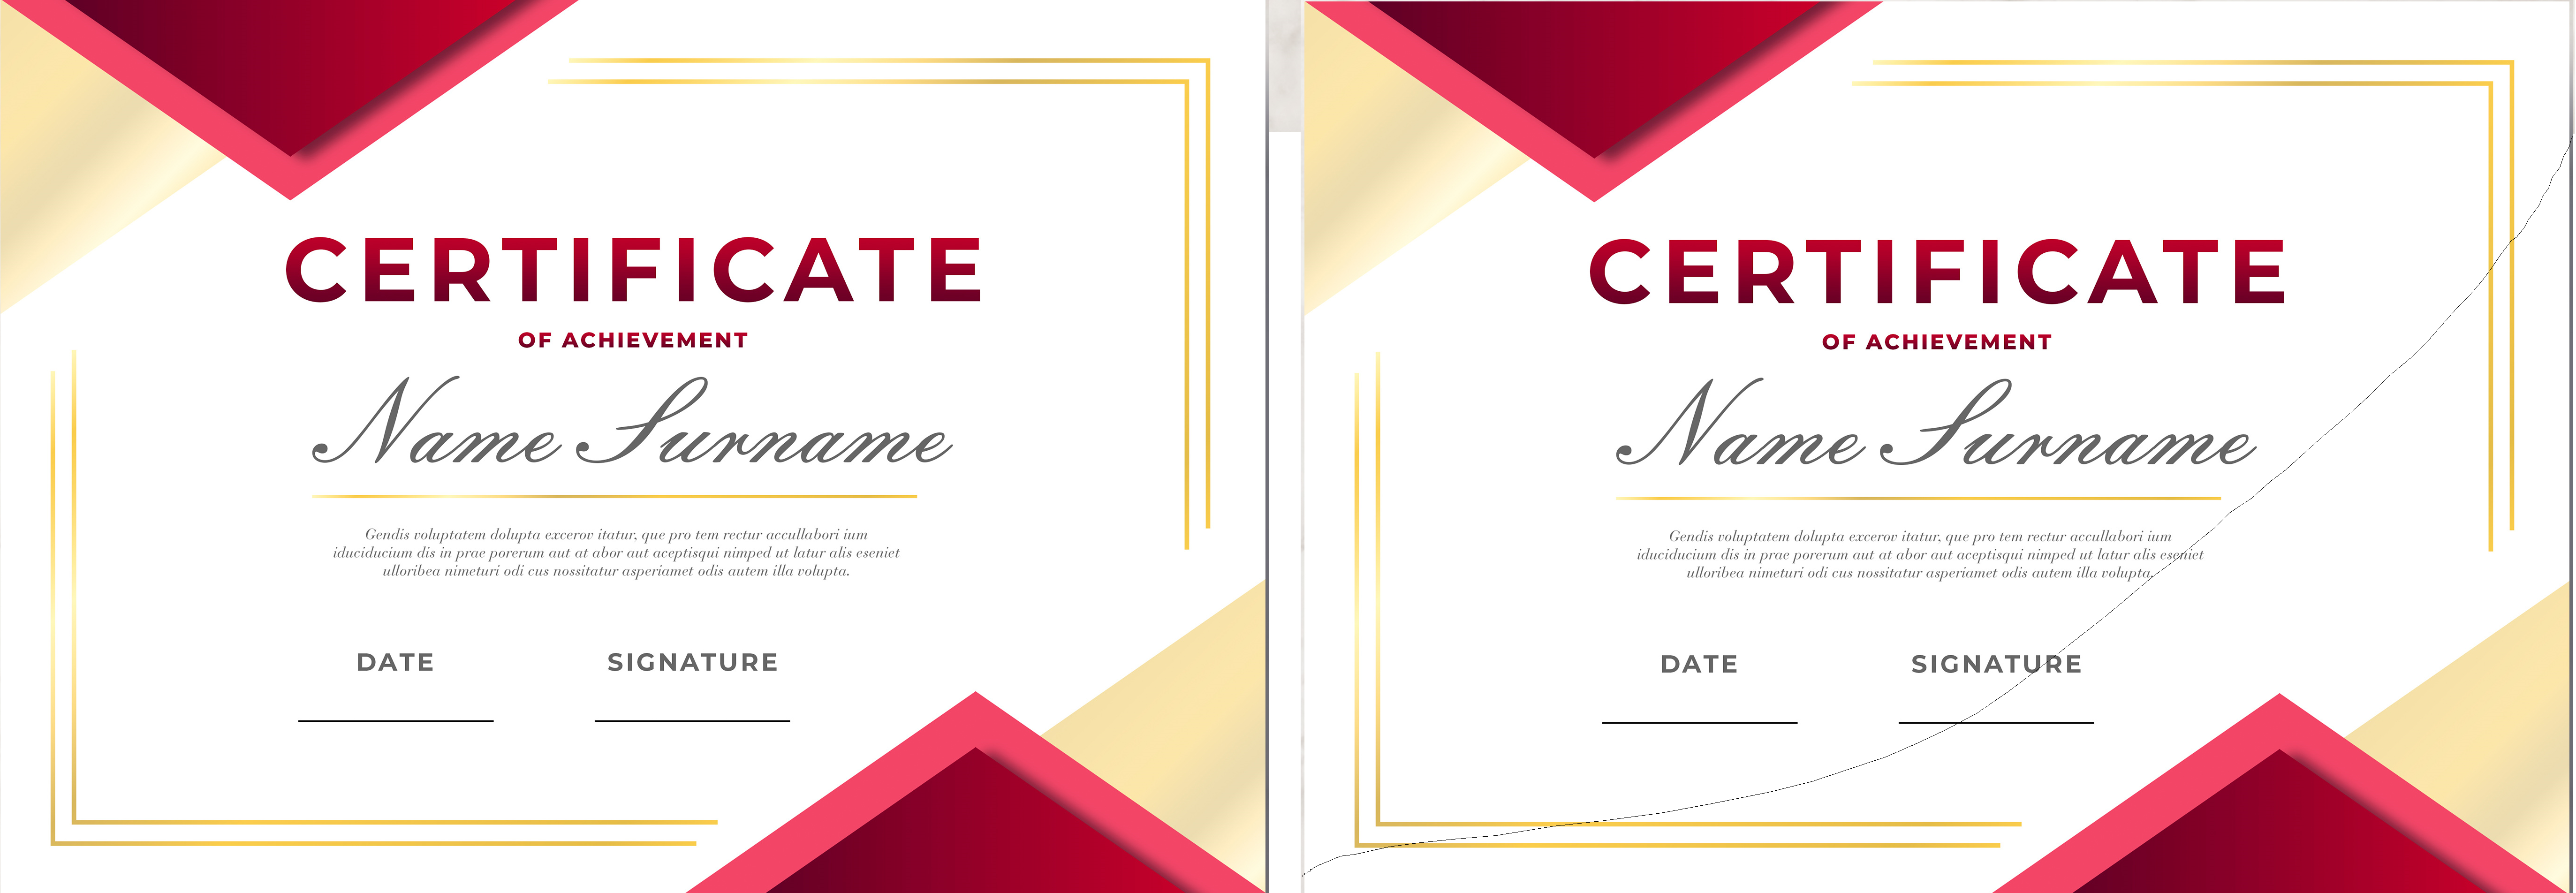 CERTIFICATE
OF ACHIEVEMENT
Name Surname
Gendis voluptatem dolupta excerov itatur, que pro tem rectur accullabori ium
iduciducium dis in prae porerum aut at abor aut aceptisqui nimped ut latur alis eseniet
ulloribea nimeturi odi cus nossitatur asperiamet odis autem illa volupta.
DATE
SIGNATURE
CERTIFICATE
OF ACHIEVEMENT
Name Surname
Gendis voluptatem dolupta excerov itatur, que pro tem rectur accullabori ium
iduciducium dis in prae porerum aut at abor aut aceptisqui nimped ut latur alis eseniet
ulloribea nimeturi odi cus nossitatur asperiamet odis autem illa volupta.
DATE
SIGNATURE